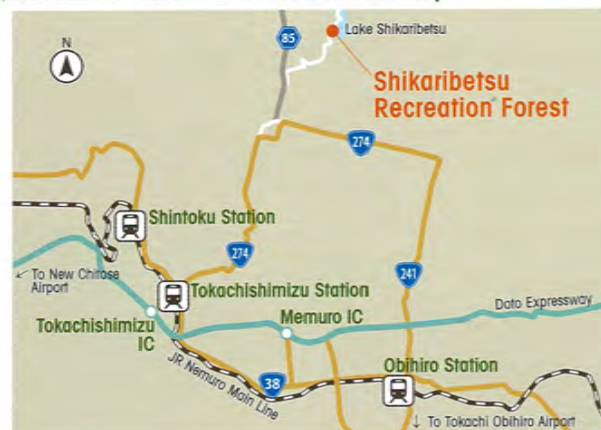 N
85
Lake Shikaribetsu
Shikaribetsu
Recreation Forest
274
Shintoku Station
274
241
← To New Chitose
Airport
Tokachishimizu Station
Dato Expressway
Tokachishimizu
IC
Memuro IC
JR Nemuro Main Line
38
Obihiro Station
↓ To Tokachi Obihiro Airport